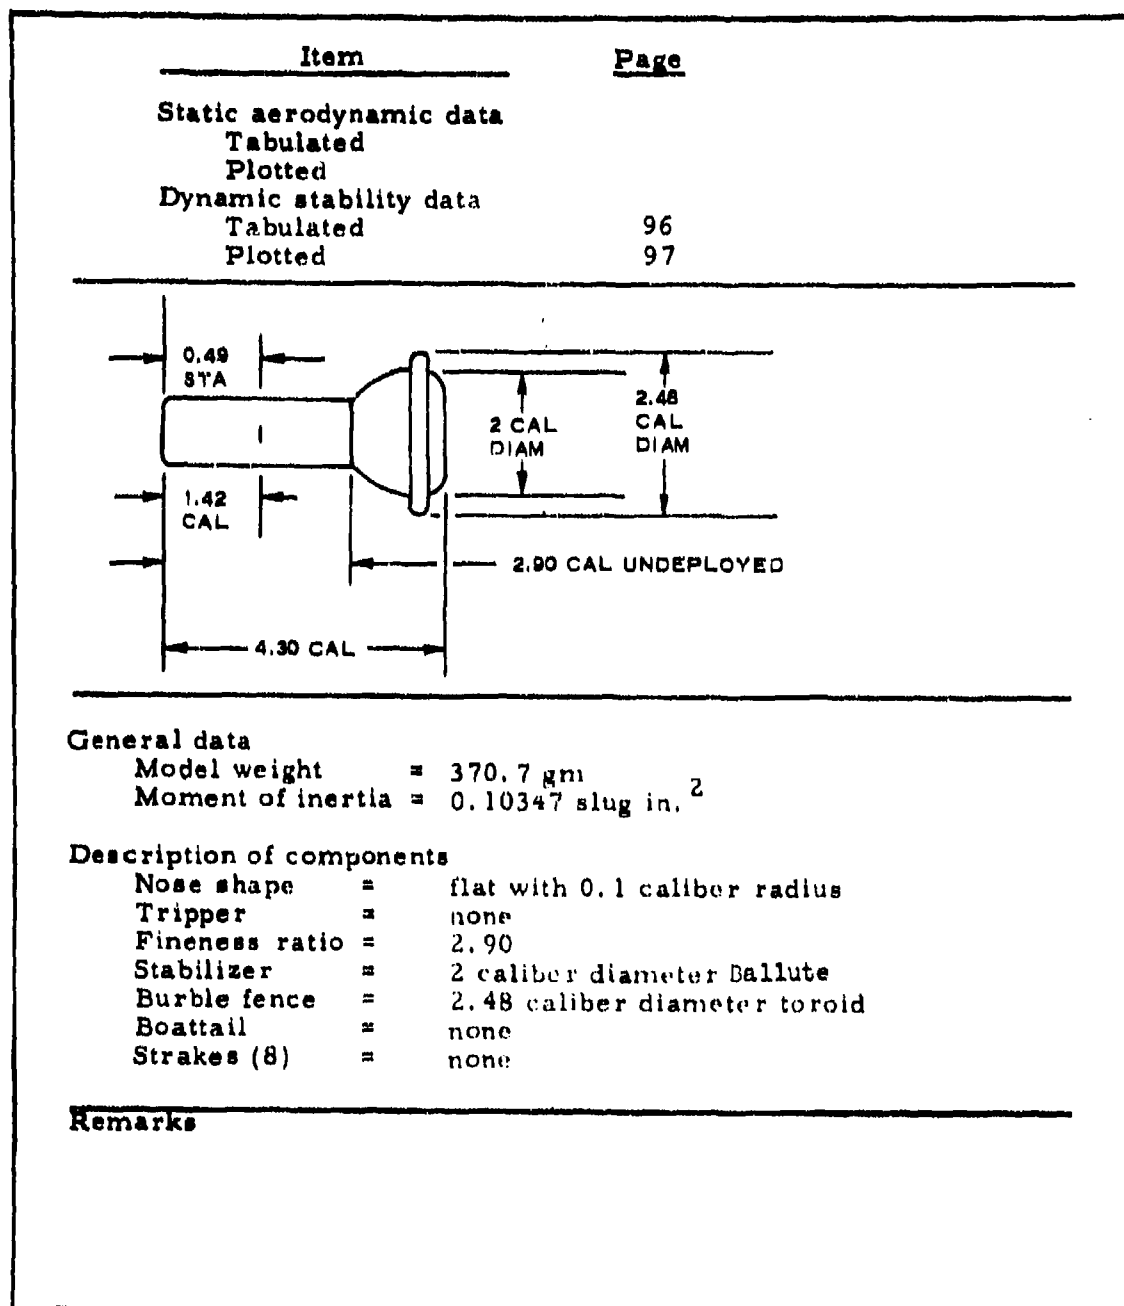 Item Page
Static aerodynamic data
Tabulated
Plotted
Dynamic stability data
Tabulated 96
Plotted 97
0.49
STA
2 CAL
DIAM
2.48
CAL
DIAM
1.42
CAL
2.90 CAL UNDEPLOYED
4.30 CAL
General data
Model weight = 370.7 gm
Moment of inertia = 0.10347 slug in.2
Description of components
Nose shape = flat with 0.1 caliber radius
Tripper = none
Fineness ratio = 2.90
Stabilizer = 2 caliber diameter Ballute
Burble fence = 2.48 caliber diameter toroid
Boattail = none
Strakes (8) = none
Remarks